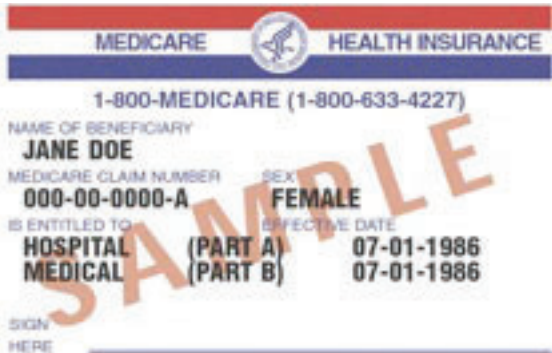 MEDICARE HEALTH INSURANCE
1-800-MEDICARE (1-800-633-4227)
NAME OF BENEFICIARY
JANE DOE
MEDICARE CLAIM NUMBER SEX
000-00-0000-A FEMALE
IS ENTITLED TO EFFECTIVE DATE
HOSPITAL (PART A) 07-01-1986
MEDICAL (PART B) 07-01-1986
SIGN
HERE
SAMPLE